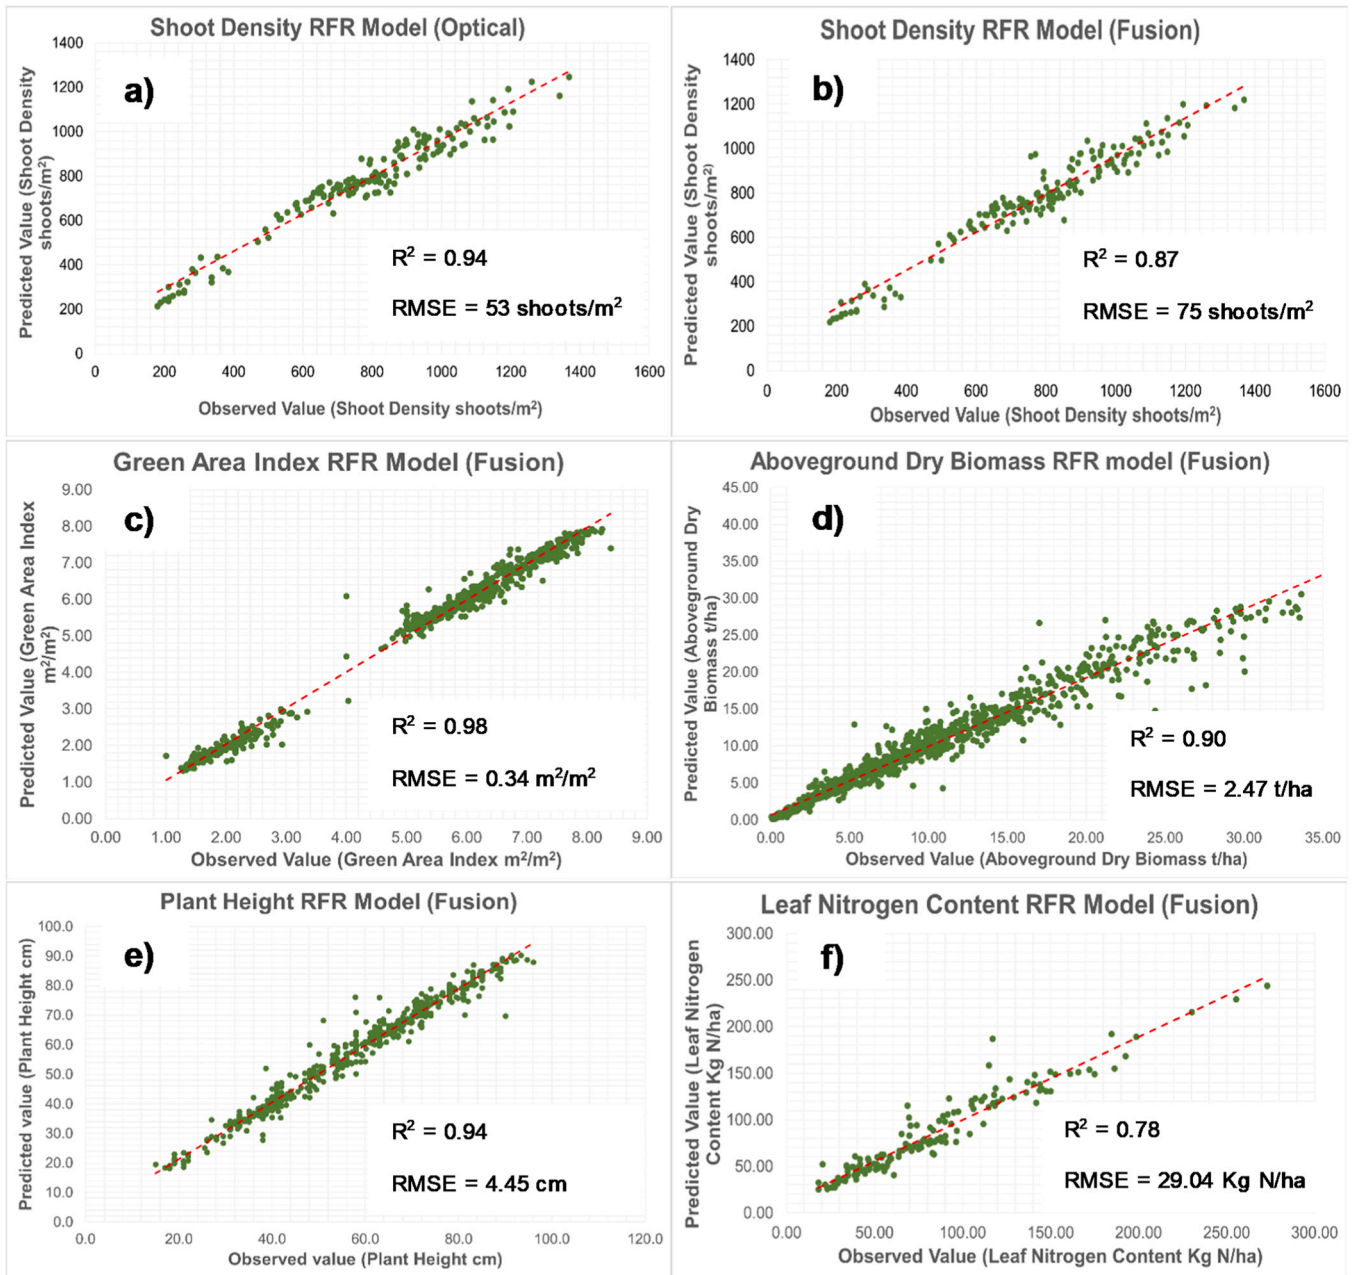 Shoot Density RFR Model (Optical)
a)
Predicted Value (Shoot Density
shoots/m²)
1400
1200
1000
800
600
400
200
0
R² = 0.94
RMSE = 53 shoots/m²
0 200 400 600 800 1000 1200 1400 1600
Observed Value (Shoot Density shoots/m²)
Shoot Density RFR Model (Fusion)
b)
Predicted Value (Shoot Density
shoots/m²)
1400
1200
1000
800
600
400
200
0
R² = 0.87
RMSE = 75 shoots/m²
0 200 400 600 800 1000 1200 1400 1600
Observed Value (Shoot Density shoots/m²)
Green Area Index RFR Model (Fusion)
c)
Predicted Value (Green Area Index
m²/m²)
9.00
8.00
7.00
6.00
5.00
4.00
3.00
2.00
1.00
0.00
R² = 0.98
RMSE = 0.34 m²/m²
0.00 1.00 2.00 3.00 4.00 5.00 6.00 7.00 8.00 9.00
Observed Value (Green Area Index m²/m²)
Aboveground Dry Biomass RFR model (Fusion)
d)
Predicted Value (Aboveground Dry
Biomass t/ha)
45.00
40.00
35.00
30.00
25.00
20.00
15.00
10.00
5.00
0.00
R² = 0.90
RMSE = 2.47 t/ha
0.00 5.00 10.00 15.00 20.00 25.00 30.00 35.00
Observed Value (Aboveground Dry Biomass t/ha)
Plant Height RFR Model (Fusion)
e)
Predicted value (Plant Height cm)
100.0
90.0
80.0
70.0
60.0
50.0
40.0
30.0
20.0
10.0
0.0
R² = 0.94
RMSE = 4.45 cm
0.0 20.0 40.0 60.0 80.0 100.0 120.0
Observed value (Plant Height cm)
Leaf Nitrogen Content RFR Model (Fusion)
f)
Predicted Value (Leaf Nitrogen
Content Kg N/ha)
300.00
250.00
200.00
150.00
100.00
50.00
0.00
R² = 0.78
RMSE = 29.04 Kg N/ha
0.00 50.00 100.00 150.00 200.00 250.00 300.00
Observed Value (Leaf Nitrogen Content Kg N/ha)